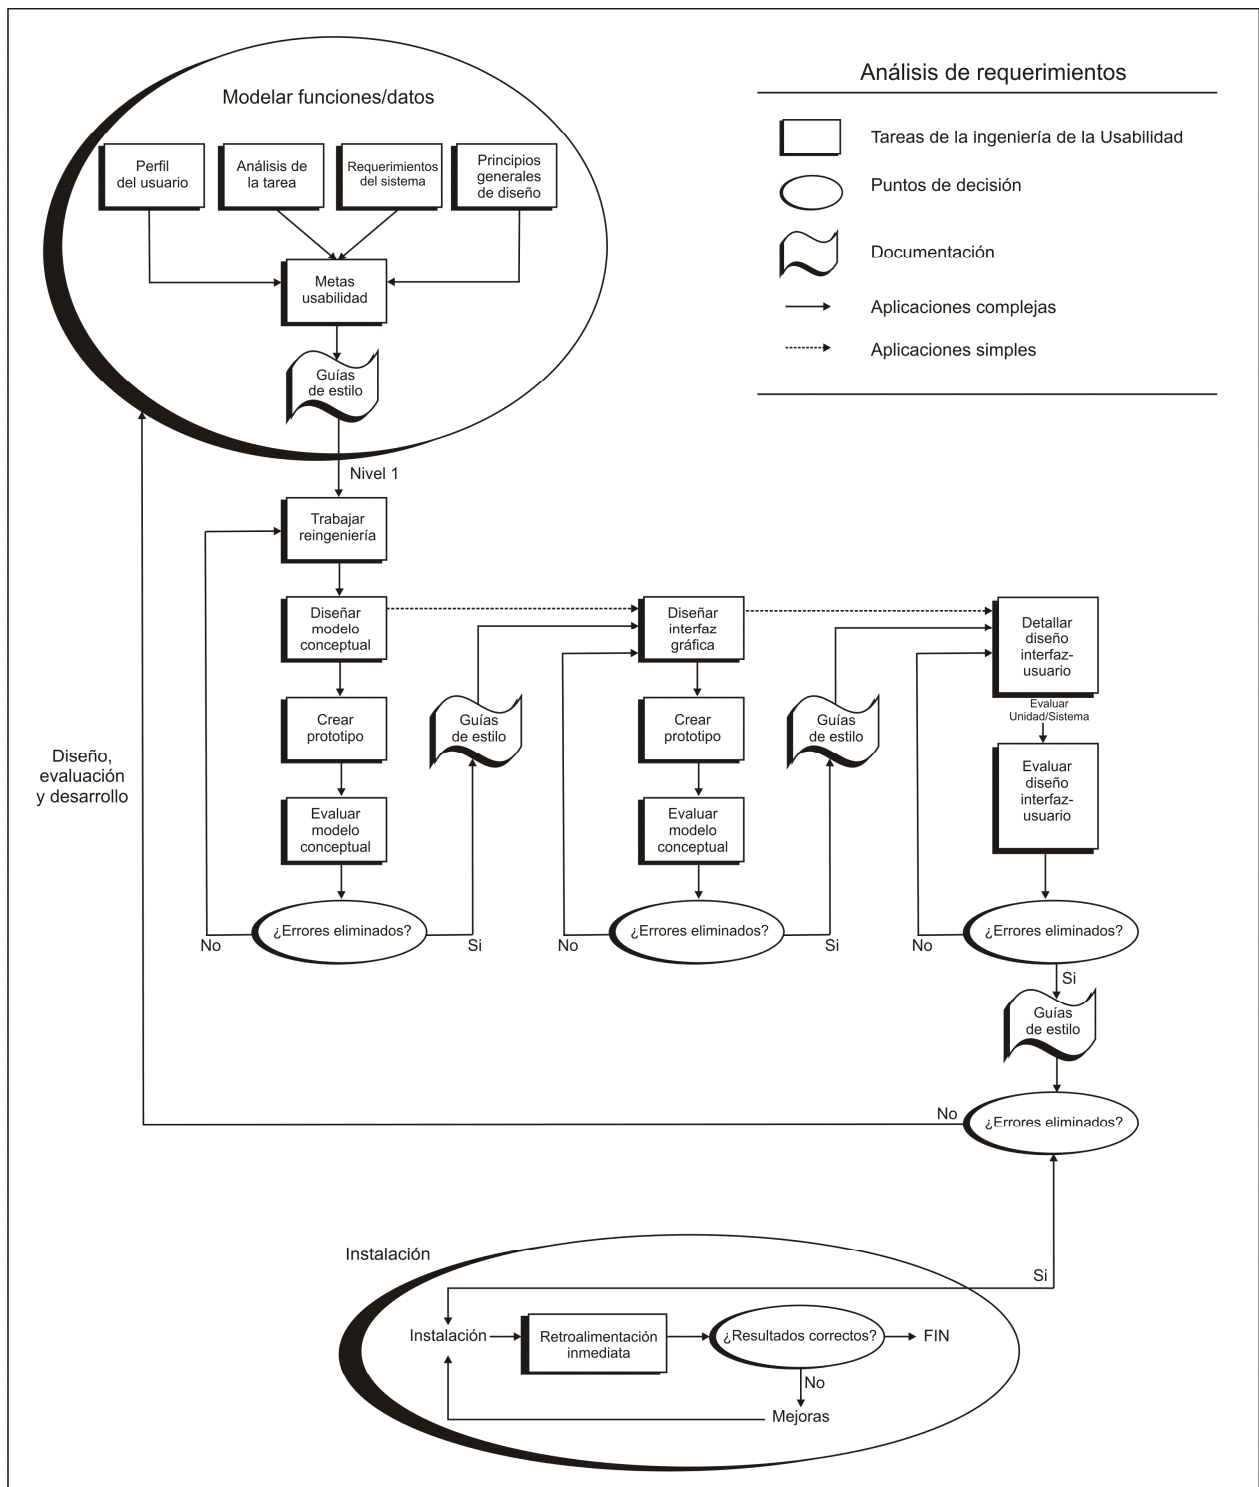 Modelar funciones/datos
Perfil
del usuario
Análisis de
la tarea
Requerimientos
del sistema
Principios
generales
de diseño
Metas
usabilidad
Guías
de estilo
Análisis de requerimientos
Tareas de la ingeniería de la Usabilidad
Puntos de decisión
Documentación
Aplicaciones complejas
Aplicaciones simples
Nivel 1
Trabajar
reingeniería
Diseñar
modelo
conceptual
Crear
prototipo
Evaluar
modelo
conceptual
¿Errores eliminados?
No
Si
Guías
de estilo
Diseñar
interfaz
gráfica
Crear
prototipo
Evaluar
modelo
conceptual
¿Errores eliminados?
No
Si
Guías
de estilo
Detallar
diseño
interfaz-
usuario
Evaluar
Unidad/Sistema
Evaluar
diseño
interfaz-
usuario
¿Errores eliminados?
No
Si
Guías
de estilo
¿Errores eliminados?
No
Diseño,
evaluación
y desarrollo
Si
Instalación
Instalación
Retroalimentación
inmediata
¿Resultados correctos?
FIN
No
Mejoras